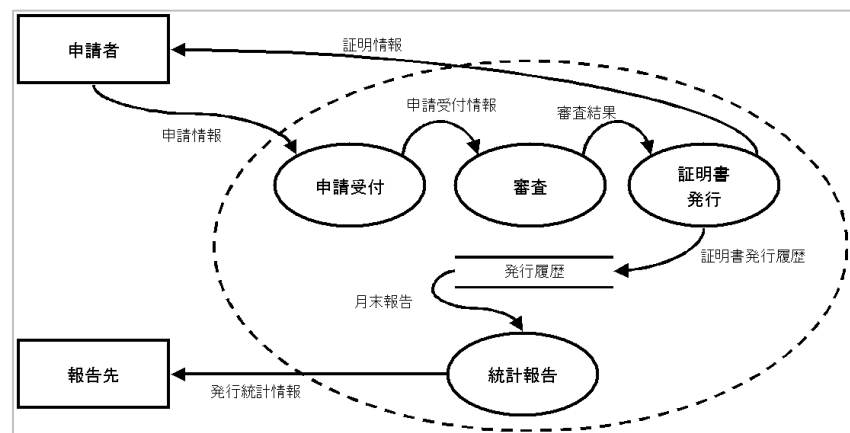 申請者
証明情報
申請情報
申請受付情報
審査結果
申請受付
審査
証明書
発行
証明書発行履歴
発行履歴
月末報告
報告先
発行統計情報
統計報告